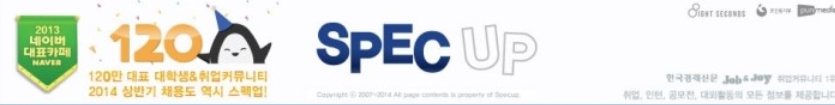 2013
네이버
대표카페
NAVER
120
120만 대표 대학생&취업커뮤니티
2014 상반기 채용도 역시 스펙업!
SPEC UP
Copyright ⓒ 2007-2014 All page contents is property of Specup.
8IGHT SECONDS
한국경제신문 Job&Joy 취업커뮤니티 1위
취업, 인턴, 공모전, 대외활동의 모든 정보를 제공합니다